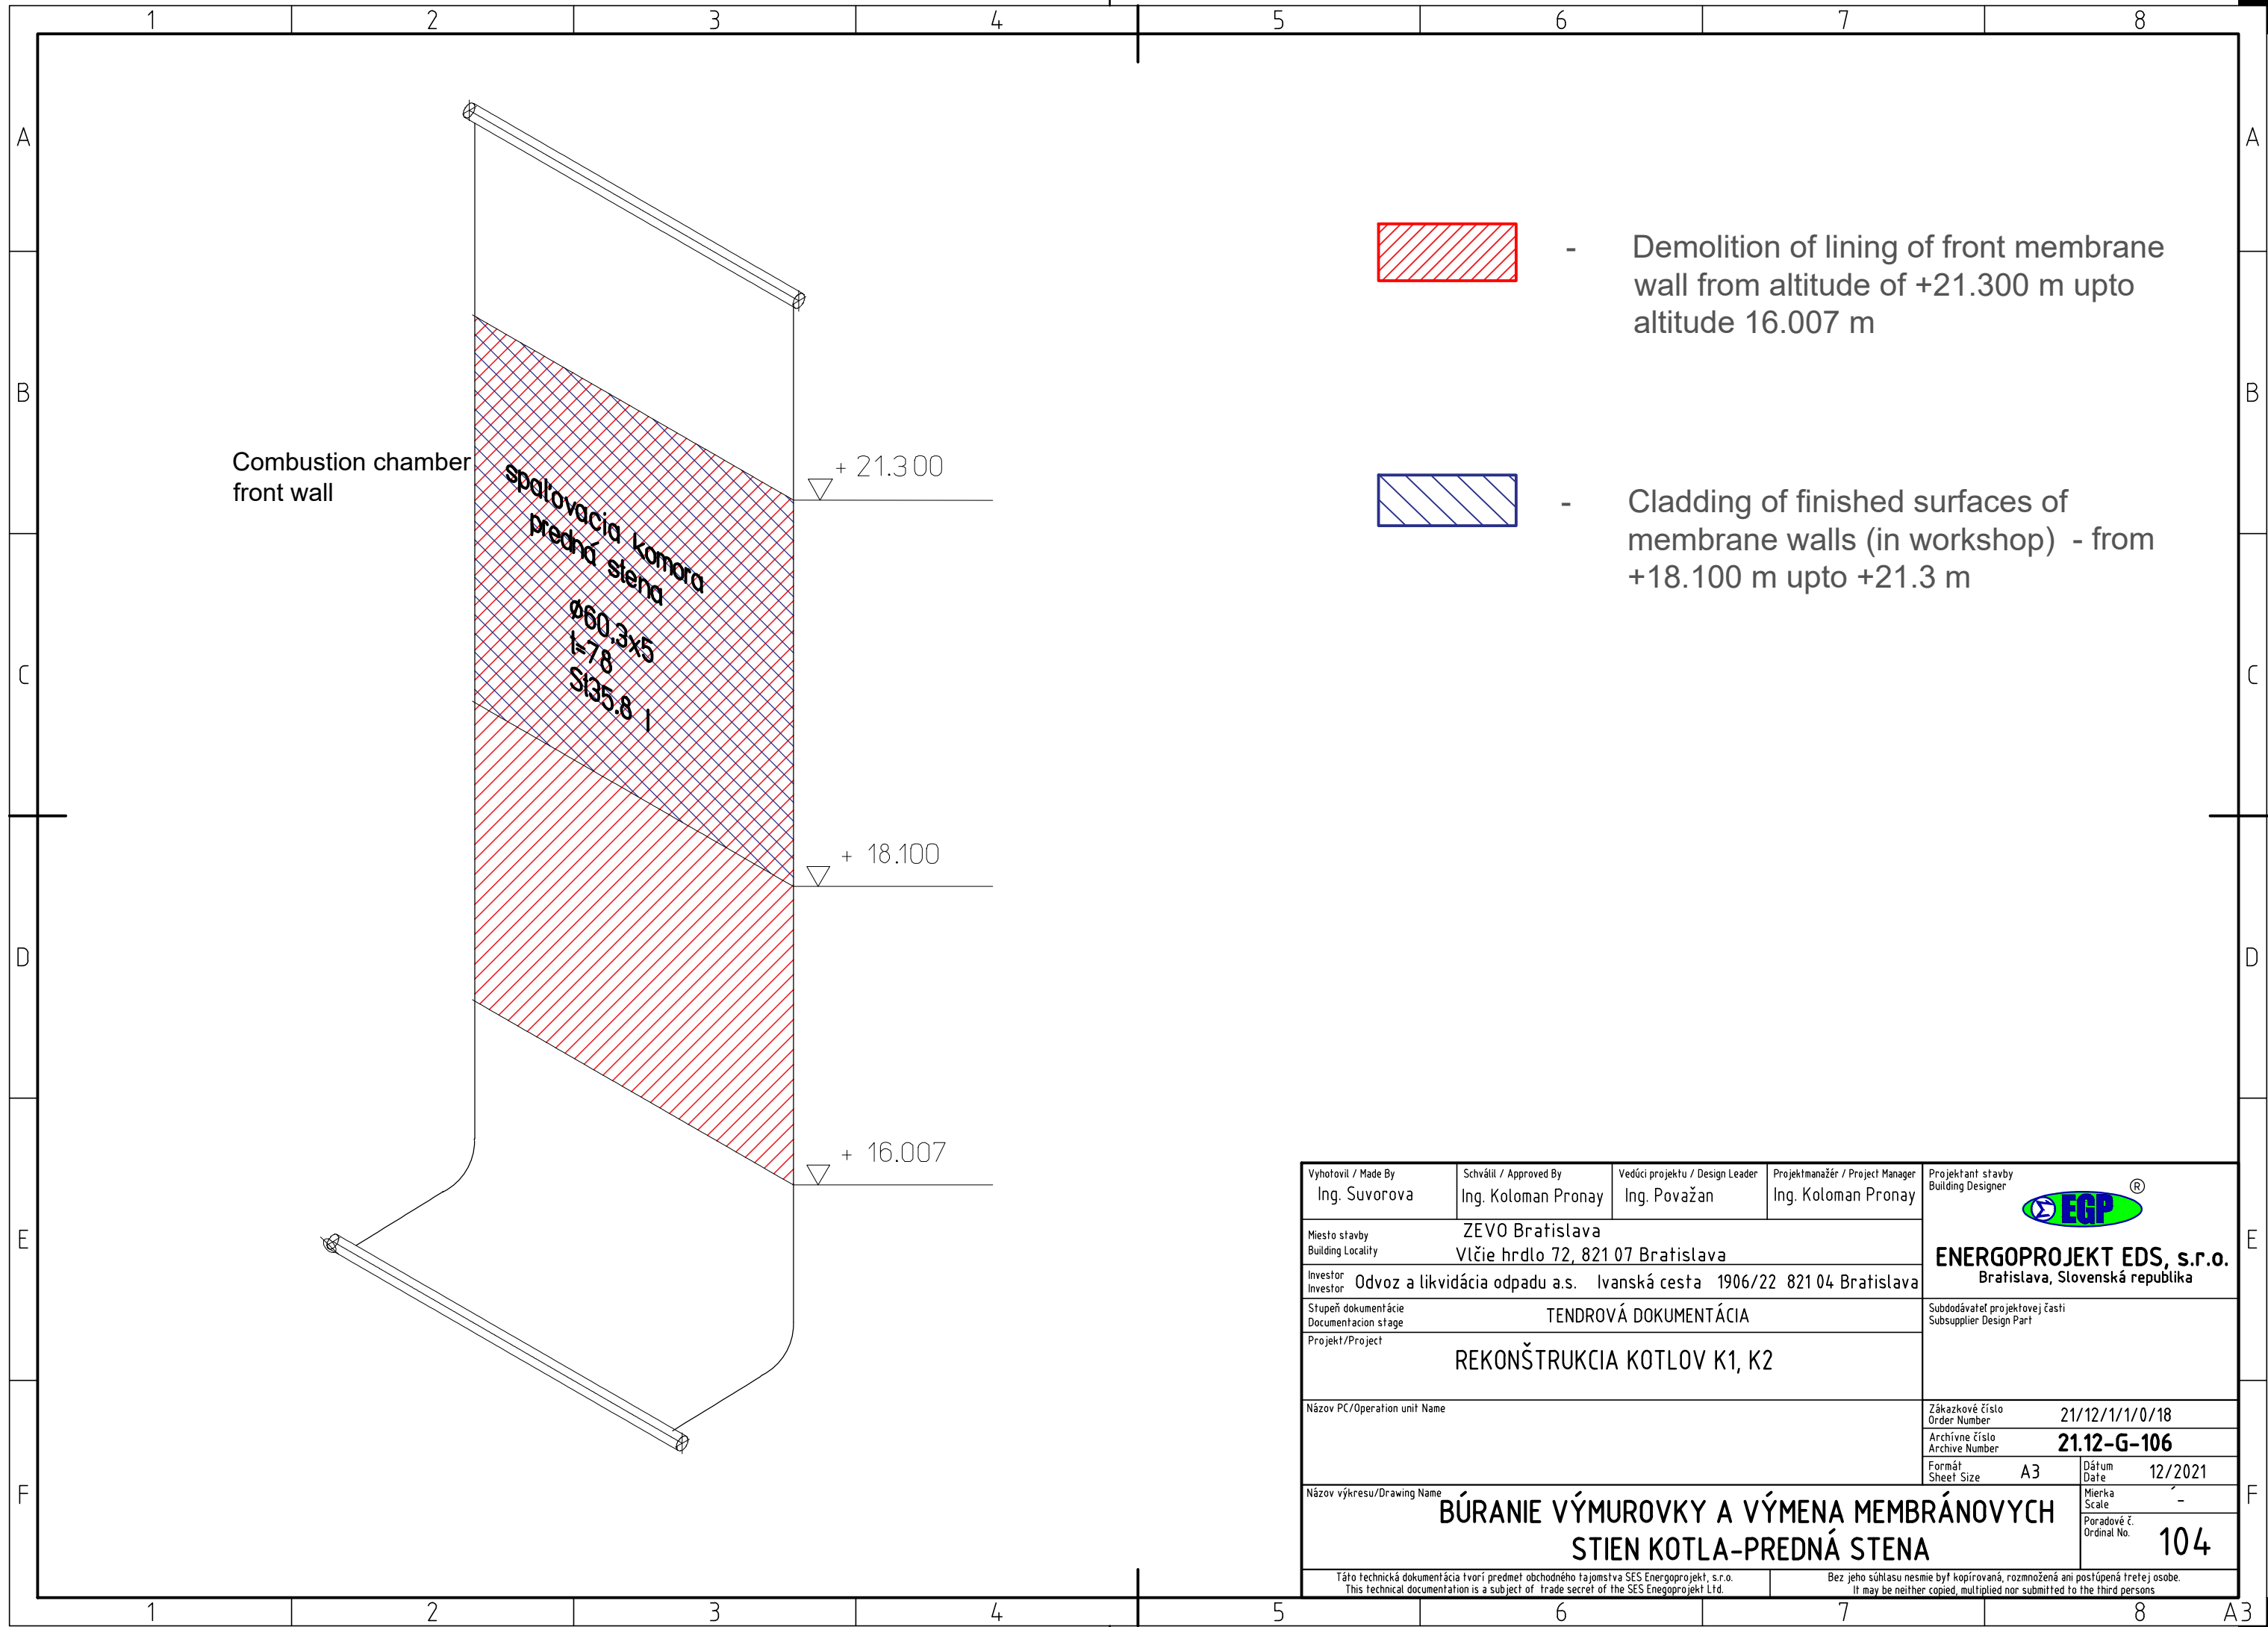 1 2 3 4 5 6 7 8
A A
B B
C C
D D
E E
F F
Combustion chamber
front wall
spaľovacia komora
predná stena
ø60,3x5
t=78
St35.8 I
+ 21.300
+ 18.100
+ 16.007
- Demolition of lining of front membrane
wall from altitude of +21.300 m upto
altitude 16.007 m
- Cladding of finished surfaces of
membrane walls (in workshop) - from
+18.100 m upto +21.3 m
Vyhotovil / Made By
Ing. Suvorova
Schválil / Approved By
Ing. Koloman Pronay
Vedúci projektu / Design Leader
Ing. Považan
Projektmanažér / Project Manager
Ing. Koloman Pronay
Projektant stavby
Building Designer
®
EGP
ENERGOPROJEKT EDS, s.r.o.
Bratislava, Slovenská republika
Miesto stavby
Building Locality
ZEVO Bratislava
Vlčie hrdlo 72, 821 07 Bratislava
Investor
Investor
Odvoz a likvidácia odpadu a.s. Ivanská cesta 1906/22 821 04 Bratislava
Stupeň dokumentácie
Documentacion stage
TENDROVÁ DOKUMENTÁCIA
Subdodávateľ projektovej časti
Subsupplier Design Part
Projekt/Project
REKONŠTRUKCIA KOTLOV K1, K2
Názov PC/Operation unit Name
Zákazkové číslo
Order Number
21/12/1/1/0/18
Archívne číslo
Archive Number
21.12-G-106
Formát
Sheet Size
A3
Dátum
Date
12/2021
Názov výkresu/Drawing Name
BÚRANIE VÝMUROVKY A VÝMENA MEMBRÁNOVYCH
STIEN KOTLA-PREDNÁ STENA
Mierka
Scale
-
Poradové č.
Ordinal No.
104
Táto technická dokumentácia tvorí predmet obchodného tajomstva SES Energoprojekt, s.r.o.
This technical documentation is a subject of trade secret of the SES Enegoprojekt Ltd.
Bez jeho súhlasu nesmie byť kopírovaná, rozmnožená ani postúpená tretej osobe.
It may be neither copied, multiplied nor submitted to the third persons
1 2 3 4 5 6 7 8 A3